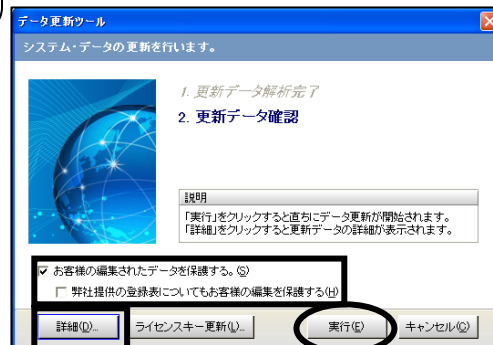 データ更新ツール
システム・データの更新を行います。
1. 更新データ解析完了
2. 更新データ確認
説明
「実行」をクリックすると直ちにデータ更新が開始されます。
「詳細」をクリックすると更新データの詳細が表示されます。
お客様の編集されたデータを保護する。(S)
弊社提供の登録表についてもお客様の編集を保護する(H)
詳細(D)... ライセンスキー更新(L)... 実行(E) キャンセル(C)